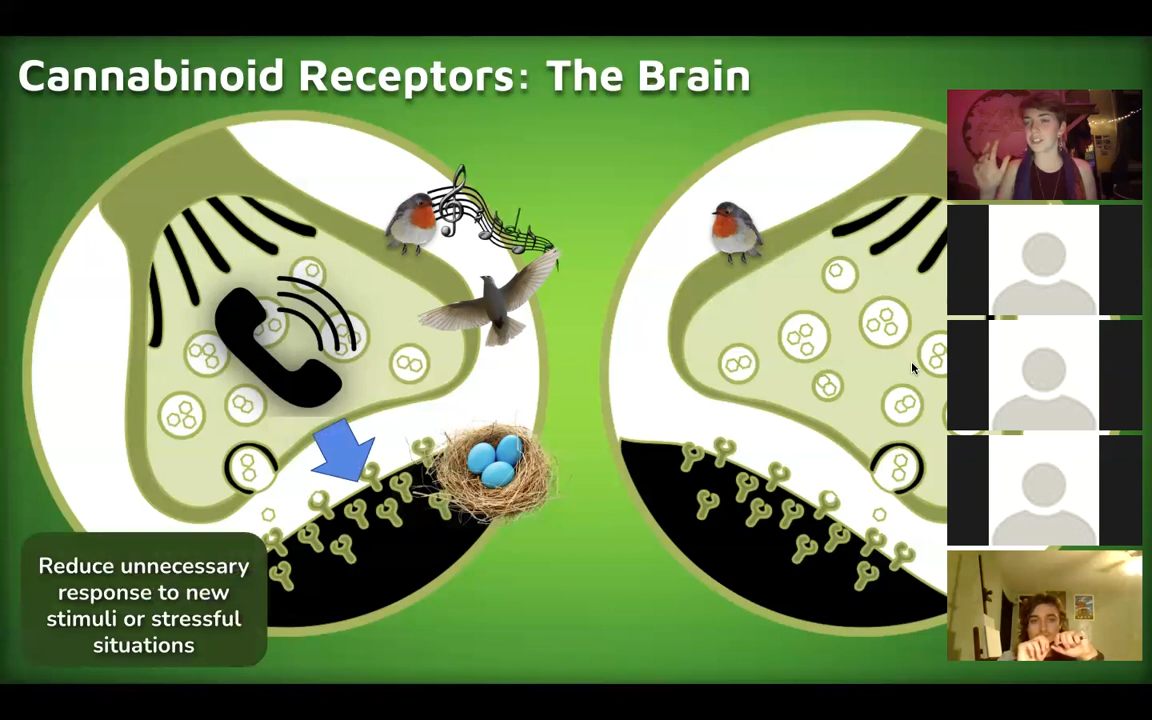 Cannabinoid Receptors: The Brain
Reduce unnecessary
response to new
stimuli or stressful
situations